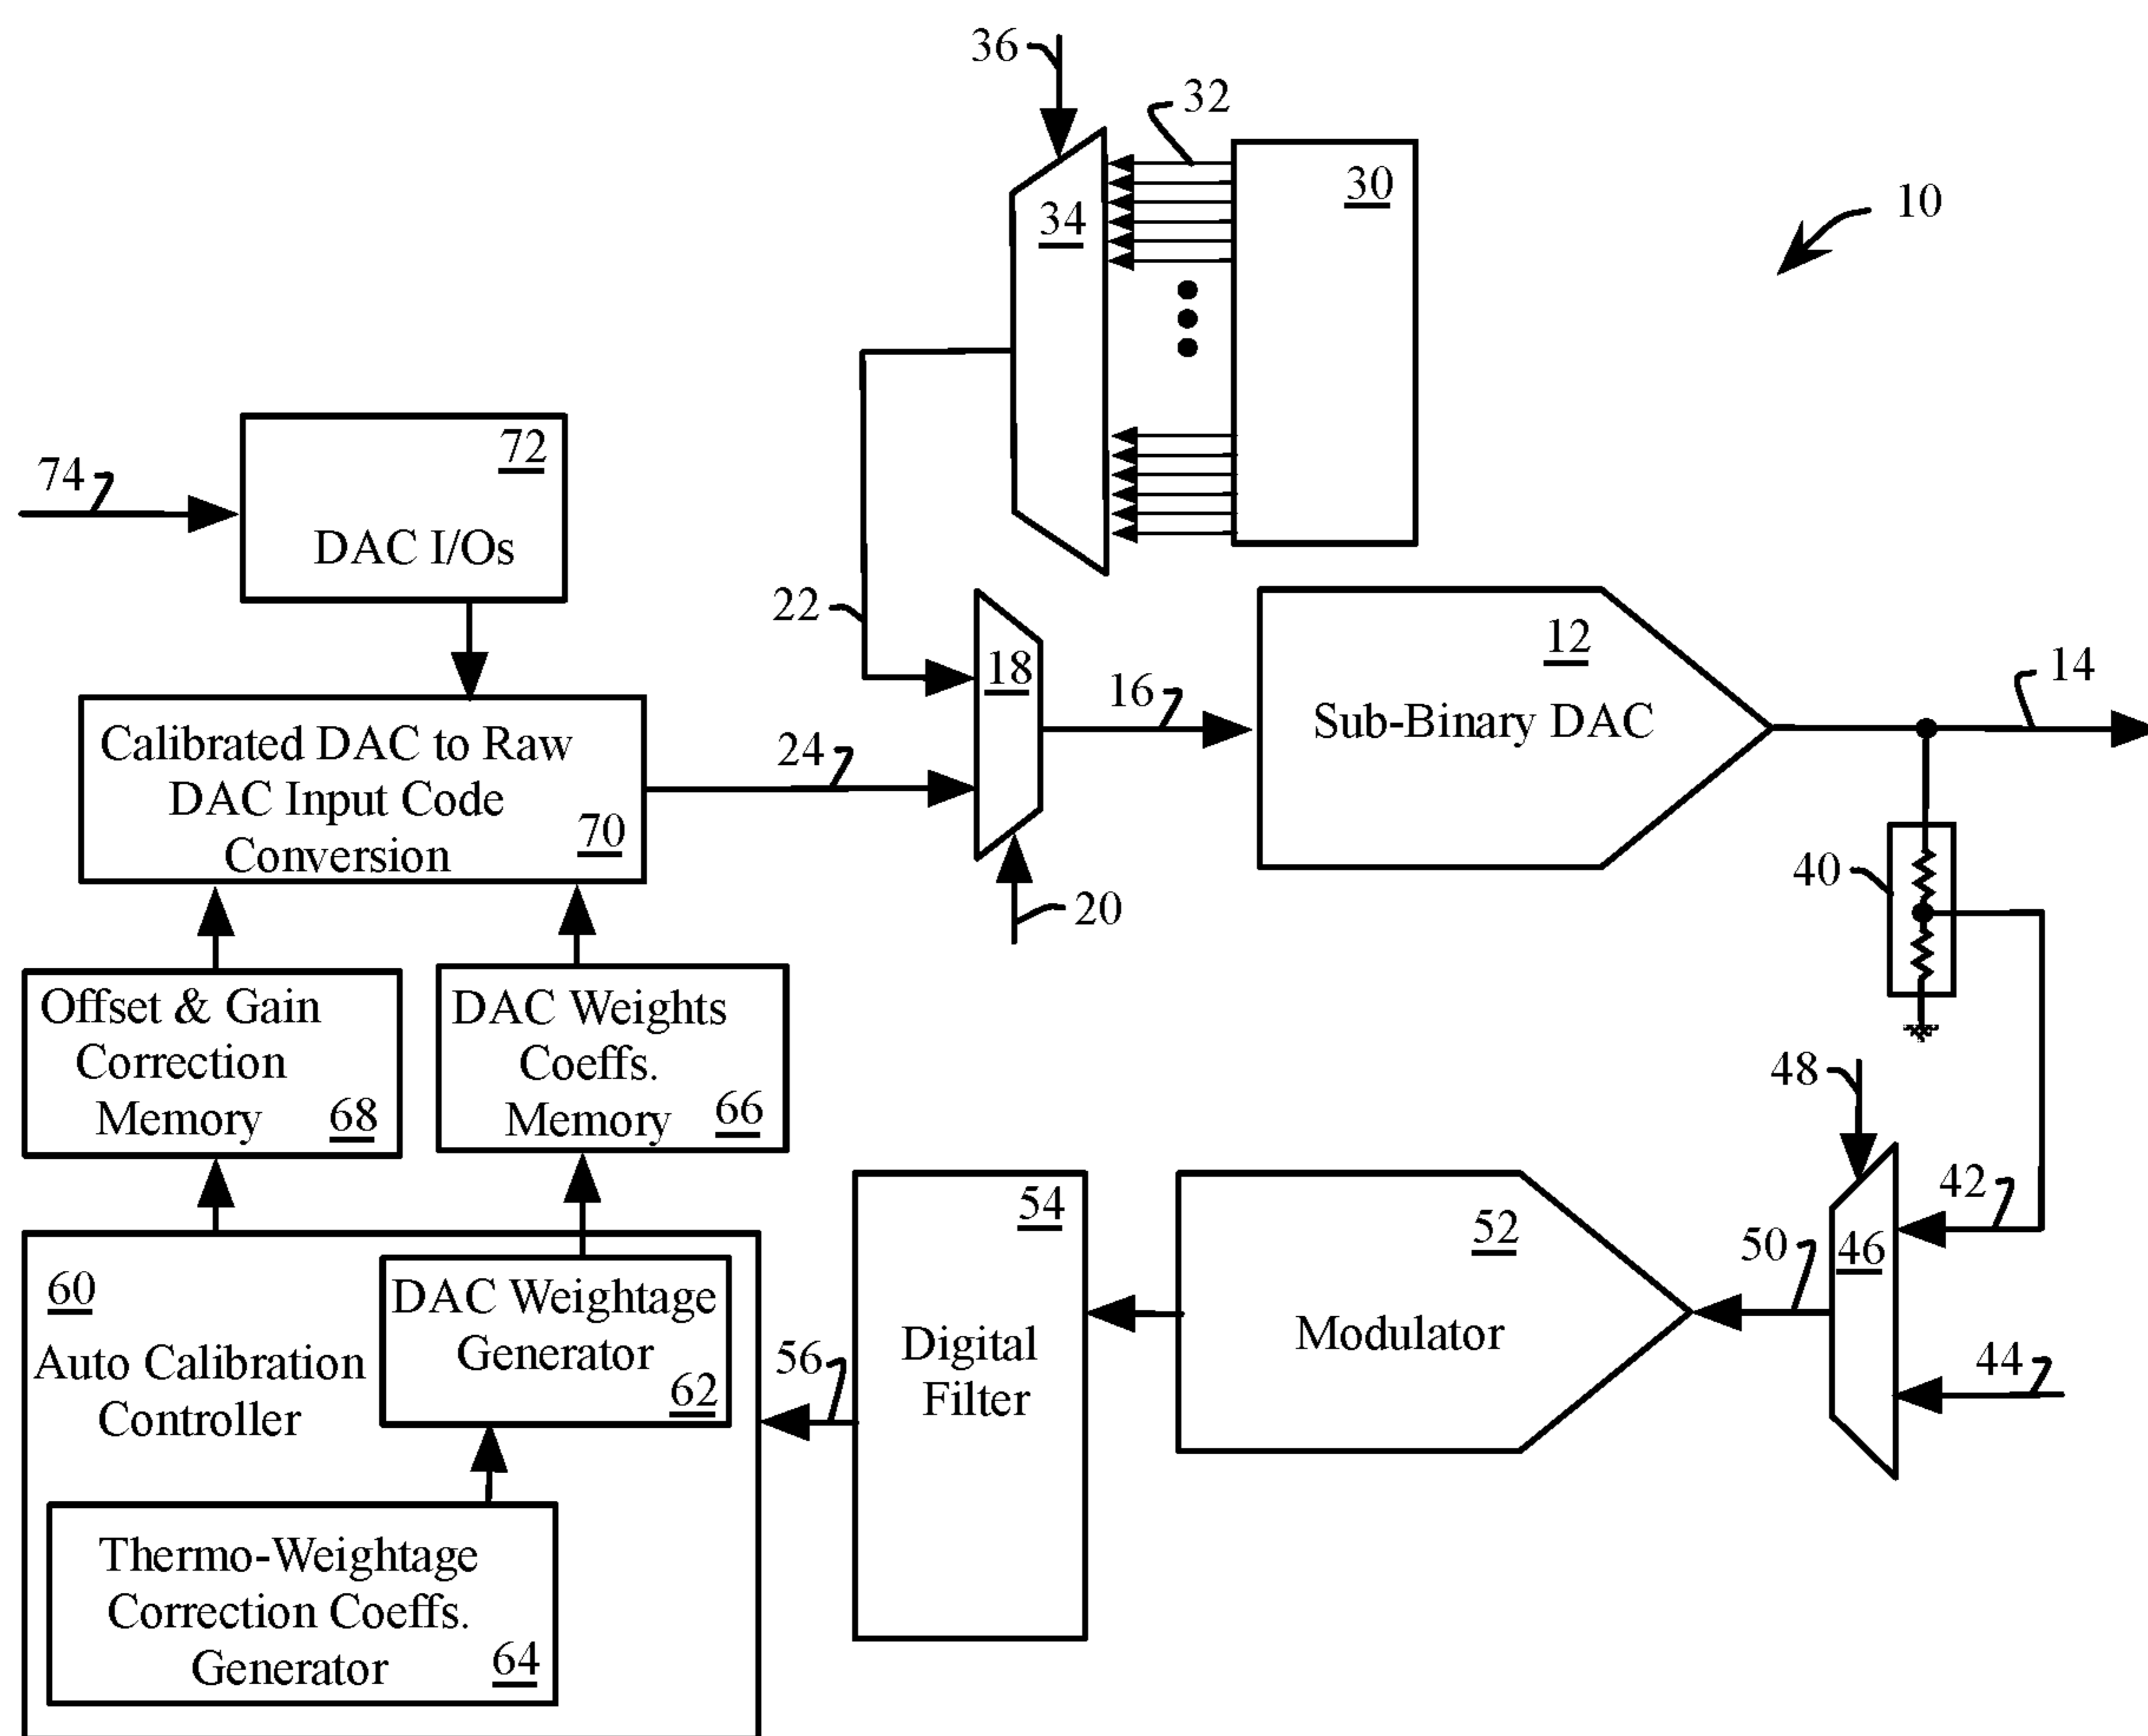 36
32
30
34
10
72
74
DAC I/Os
22
18
16
12
Sub-Binary DAC
14
Calibrated DAC to Raw
DAC Input Code
Conversion
70
24
20
40
Offset & Gain
Correction
Memory
68
DAC Weights
Coeffs.
Memory
66
48
42
46
50
44
52
Modulator
54
Digital
Filter
56
60
Auto Calibration
Controller
DAC Weightage
Generator
62
Thermo-Weightage
Correction Coeffs.
Generator
64